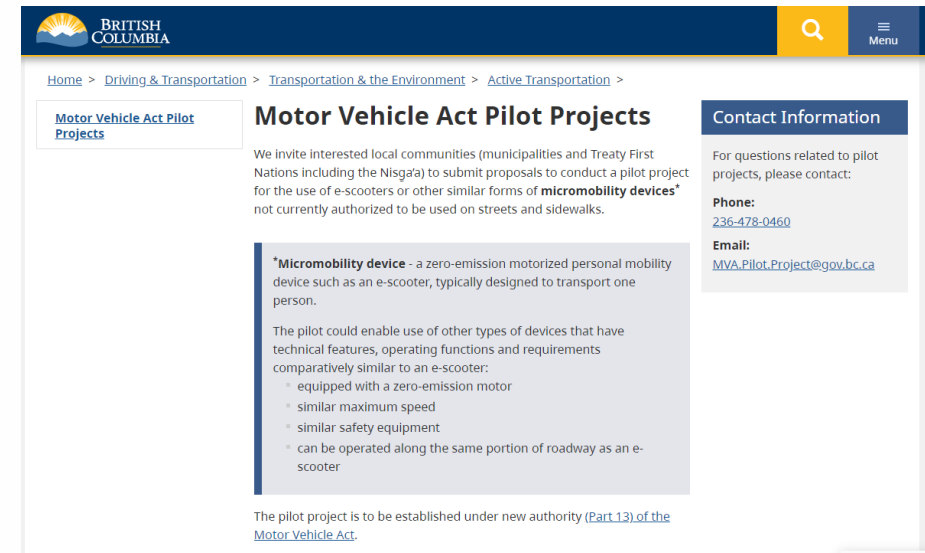 BRITISH
COLUMBIA
Menu
Home > Driving & Transportation > Transportation & the Environment > Active Transportation >
Motor Vehicle Act Pilot
Projects
Motor Vehicle Act Pilot Projects
We invite interested local communities (municipalities and Treaty First
Nations including the Nisga'a) to submit proposals to conduct a pilot project
for the use of e-scooters or other similar forms of micromobility devices*
not currently authorized to be used on streets and sidewalks.
*Micromobility device - a zero-emission motorized personal mobility
device such as an e-scooter, typically designed to transport one
person.
The pilot could enable use of other types of devices that have
technical features, operating functions and requirements
comparatively similar to an e-scooter:
equipped with a zero-emission motor
similar maximum speed
similar safety equipment
can be operated along the same portion of roadway as an e-
scooter
The pilot project is to be established under new authority (Part 13) of the
Motor Vehicle Act.
Contact Information
For questions related to pilot
projects, please contact:
Phone:
236-478-0460
Email:
MVA.Pilot.Project@gov.bc.ca